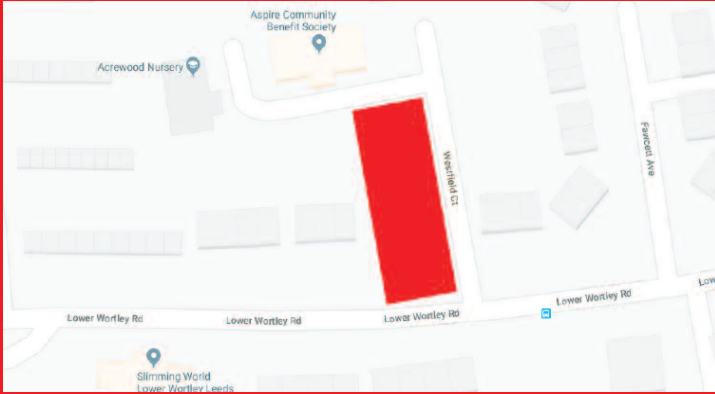 Aspire Community
Benefit Society
Acrewood Nursery
Westfield Ct
Fawcett Ave
Lower Wortley Rd
Lower Wortley Rd
Lower Wortley Rd
Lower Wortley Rd
Low
Slimming World
Lower Wortley Leeds